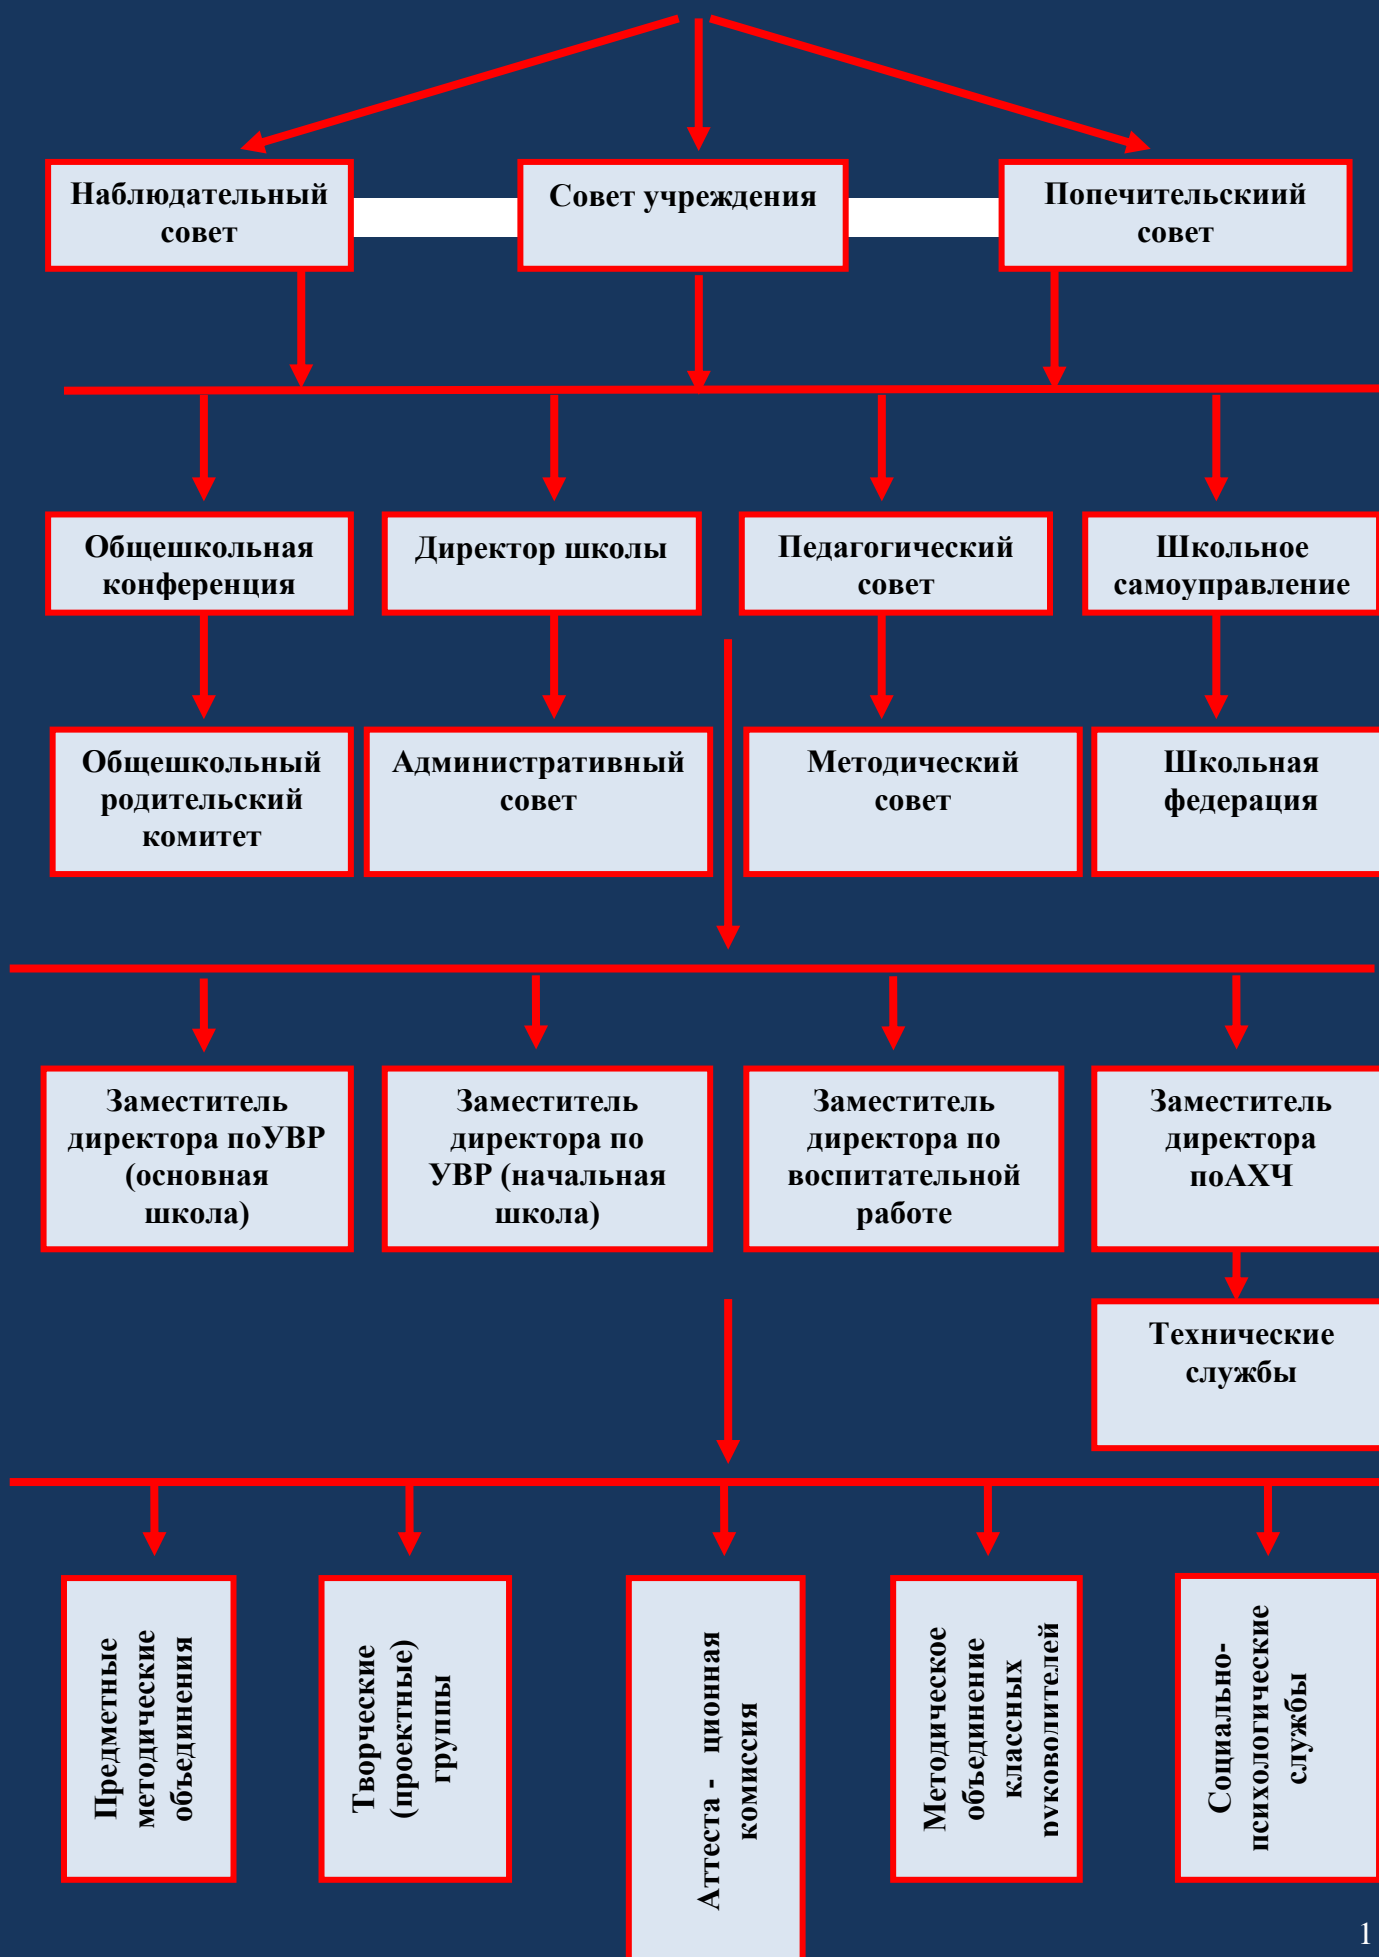 Наблюдательный
совет
Совет учреждения
Попечительскиий
совет
Общешкольная
конференция
Директор школы
Педагогический
совет
Школьное
самоуправление
Общешкольный
родительский
комитет
Административный
совет
Методический
совет
Школьная
федерация
Заместитель
директора поУВР
(основная
школа)
Заместитель
директора по
УВР (начальная
школа)
Заместитель
директора по
воспитательной
работе
Заместитель
директора
поАХЧ
Технические
службы
Предметные
методические
объединения
Творческие
(проектные)
группы
Аттеста - ционная
комиссия
Методическое
объединение
классных
руководителей
Социально-
психологические
службы
1